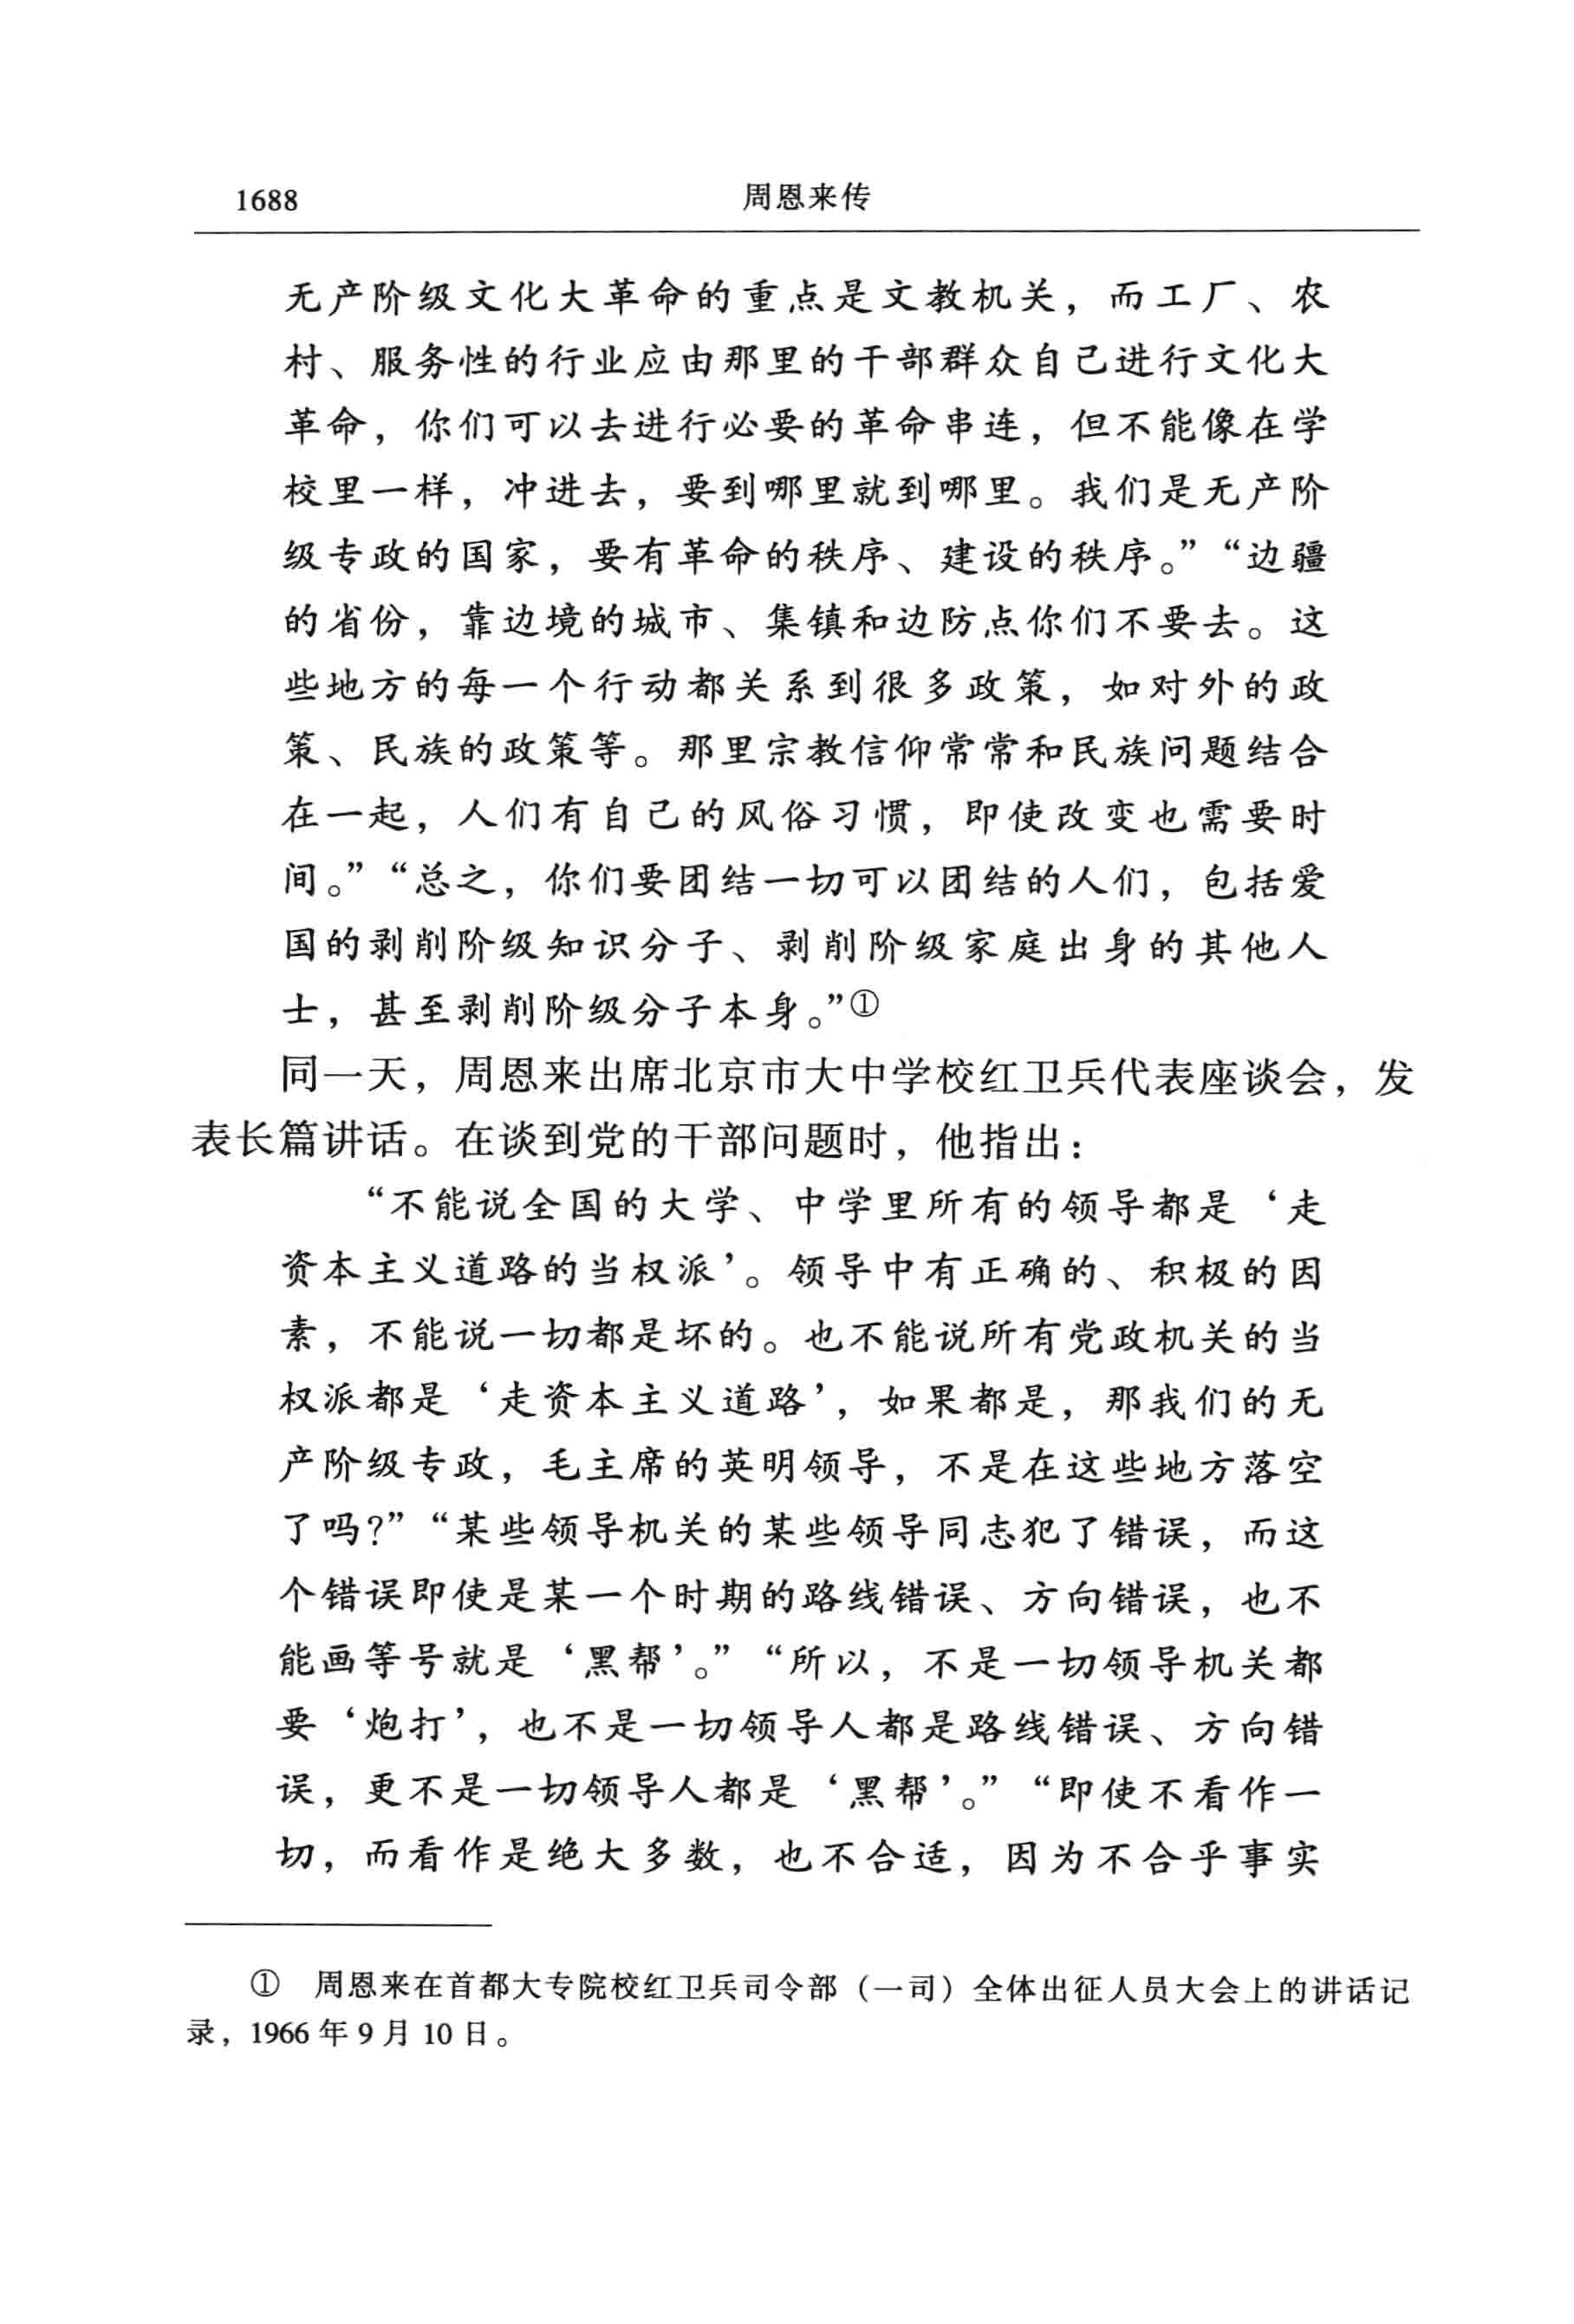 1688
周恩来传
无产阶级文化大革命的重点是文教机关，而工厂、农
村、服务性的行业应由那里的干部群众自己进行文化大
革命，你们可以去进行必要的革命串连，但不能像在学
校里一样，冲进去，要到哪里就到哪里。我们是无产阶
级专政的国家，要有革命的秩序、建设的秩序。”“边疆
的省份，靠边境的城市、集镇和边防点你们不要去。这
些地方的每一个行动都关系到很多政策，如对外的政
策、民族的政策等。那里宗教信仰常常和民族问题结合
在一起，人们有自己的风俗习惯，即使改变也需要时
间。”“总之，你们要团结一切可以团结的人们，包括爱
国的剥削阶级知识分子、剥削阶级家庭出身的其他人
士，甚至剥削阶级分子本身。”①
同一天，周恩来出席北京市大中学校红卫兵代表座谈会，发
表长篇讲话。在谈到党的干部问题时，他指出：
“不能说全国的大学、中学里所有的领导都是‘走
资本主义道路的当权派’。领导中有正确的、积极的因
素，不能说一切都是坏的。也不能说所有党政机关的当
权派都是‘走资本主义道路’，如果都是，那我们的无
产阶级专政，毛主席的英明领导，不是在这些地方落空
了吗？”“某些领导机关的某些领导同志犯了错误，而这
个错误即使是某一个时期的路线错误、方向错误，也不
能画等号就是‘黑帮’。”“所以，不是一切领导机关都
要‘炮打’，也不是一切领导人都是路线错误、方向错
误，更不是一切领导人都是‘黑帮’。”“即使不看作一
切，而看作是绝大多数，也不合适，因为不合乎事实
① 周恩来在首都大专院校红卫兵司令部（一司）全体出征人员大会上的讲话记
录，1966年9月10日。